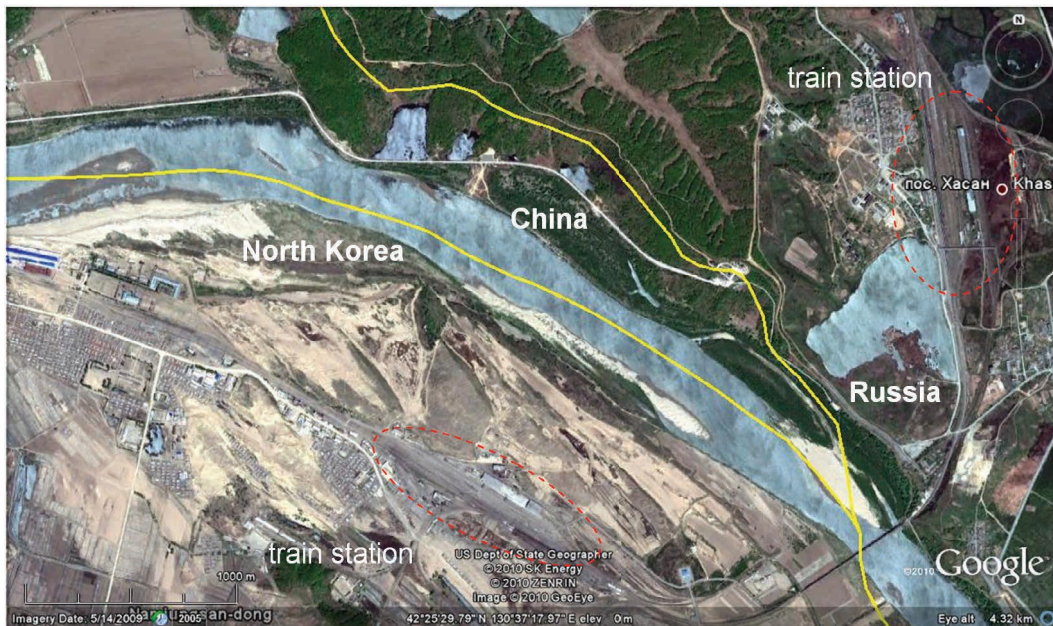 N
train station
пос. Хасан
Khas
China
North Korea
Russia
train station
US Dept of State Geographer
© 2010 SK Energy
© 2010 ZENRIN
Image © 2010 GeoEye
©2010 Google
1000 m
Imagery Date: 5/14/2009
2005
42°25'29.79" N 130°37'17.97" E elev 0 m
Eye alt 4.32 km